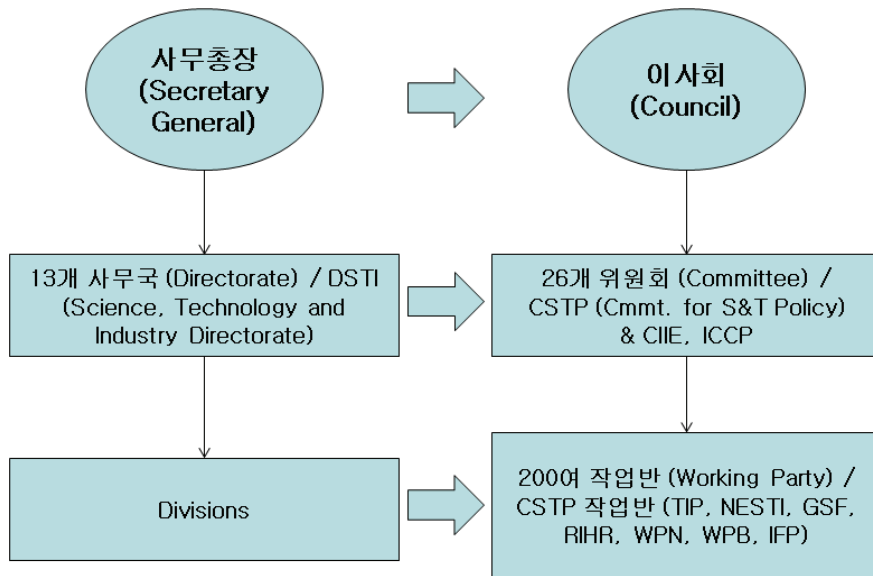 사무총장
(Secretary
General)
이사회
(Council)
13개 사무국 (Directorate) / DSTI
(Science, Technology and
Industry Directorate)
26개 위원회 (Committee) /
CSTP (Cmmt. for S&T Policy)
& CIIE, ICCP
Divisions
200여 작업반 (Working Party) /
CSTP 작업반 (TIP, NESTI, GSF,
RIHR, WPN, WPB, IFP)